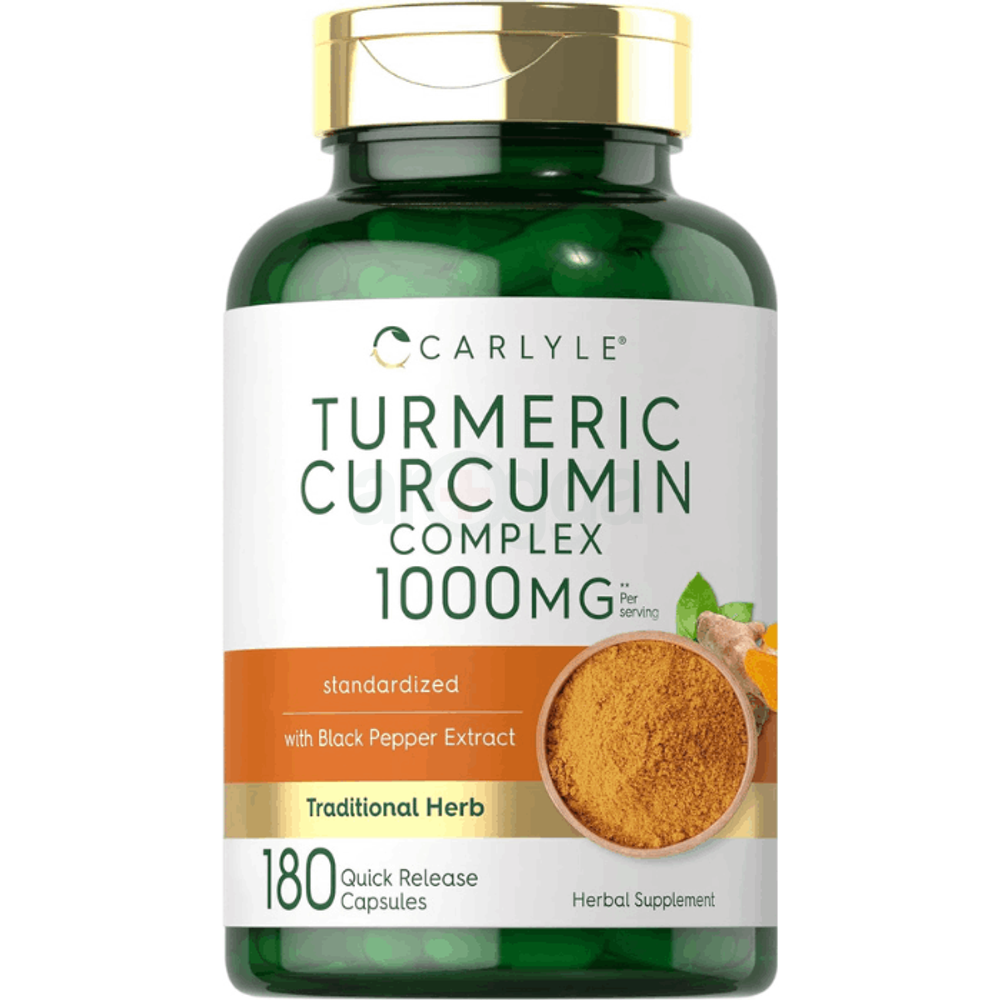 CARLYLE®
TURMERIC
CURCUMIN
COMPLEX
1000MG**
Per
serving
standardized
with Black Pepper Extract
Traditional Herb
180 Quick Release
Capsules
Herbal Supplement
arogga